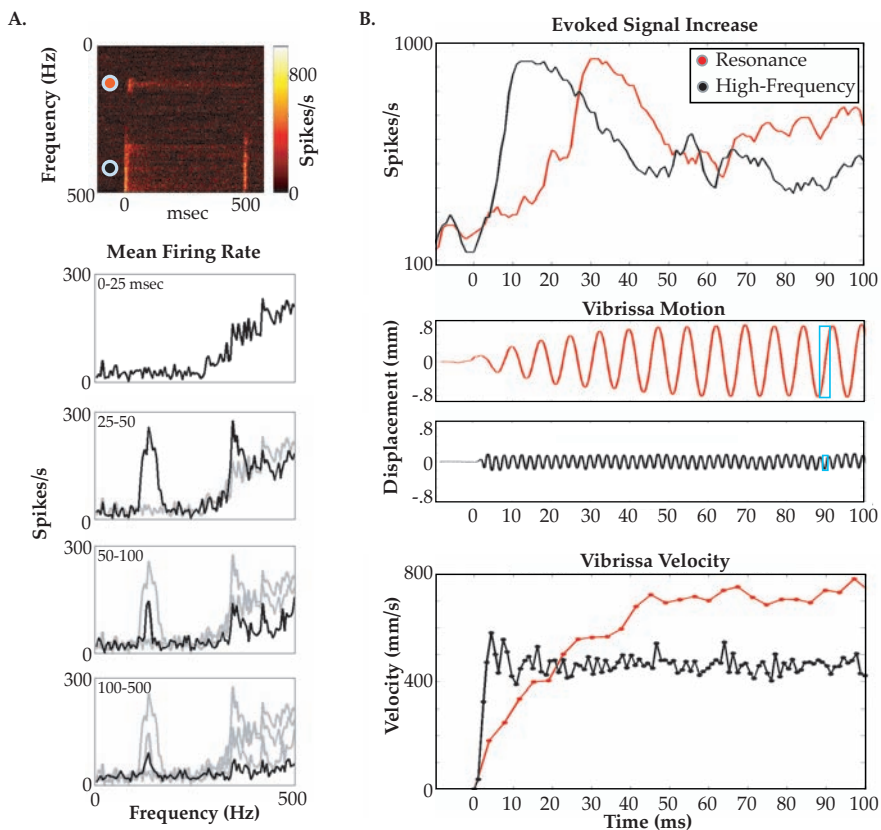 A.
0
Frequency (Hz)
500
0
500
msec
800
0
Spikes/s
Mean Firing Rate
300
0-25 msec
0
300
25-50
0
Spikes/s
300
50-100
0
300
100-500
0
0
500
Frequency (Hz)
B.
Evoked Signal Increase
1000
Spikes/s
100
Resonance
High-Frequency
0 10 20 30 40 50 60 70 80 90 100
Vibrissa Motion
Displacement (mm)
.8
0
-.8
.8
0
-.8
0 10 20 30 40 50 60 70 80 90 100
Vibrissa Velocity
800
400
0
Velocity (mm/s)
0 10 20 30 40 50 60 70 80 90 100
Time (ms)